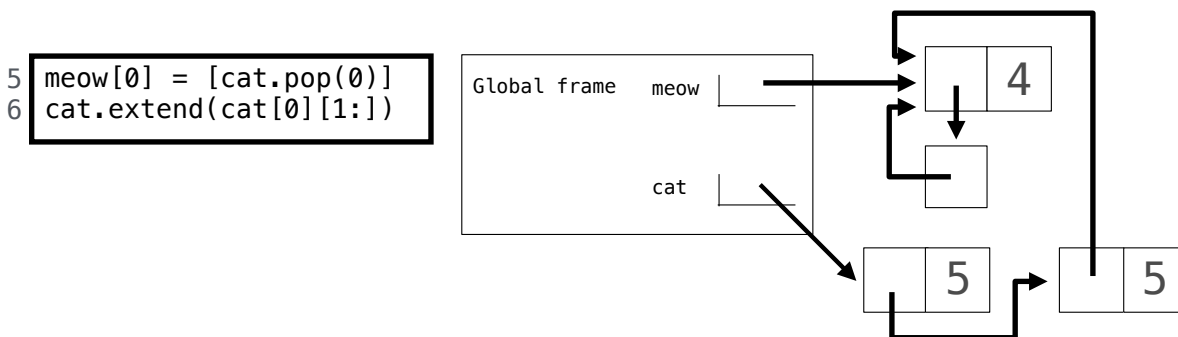 5 meow[0] = [cat.pop(0)]
6 cat.extend(cat[0][1:])
Global frame meow
cat
4
5
5